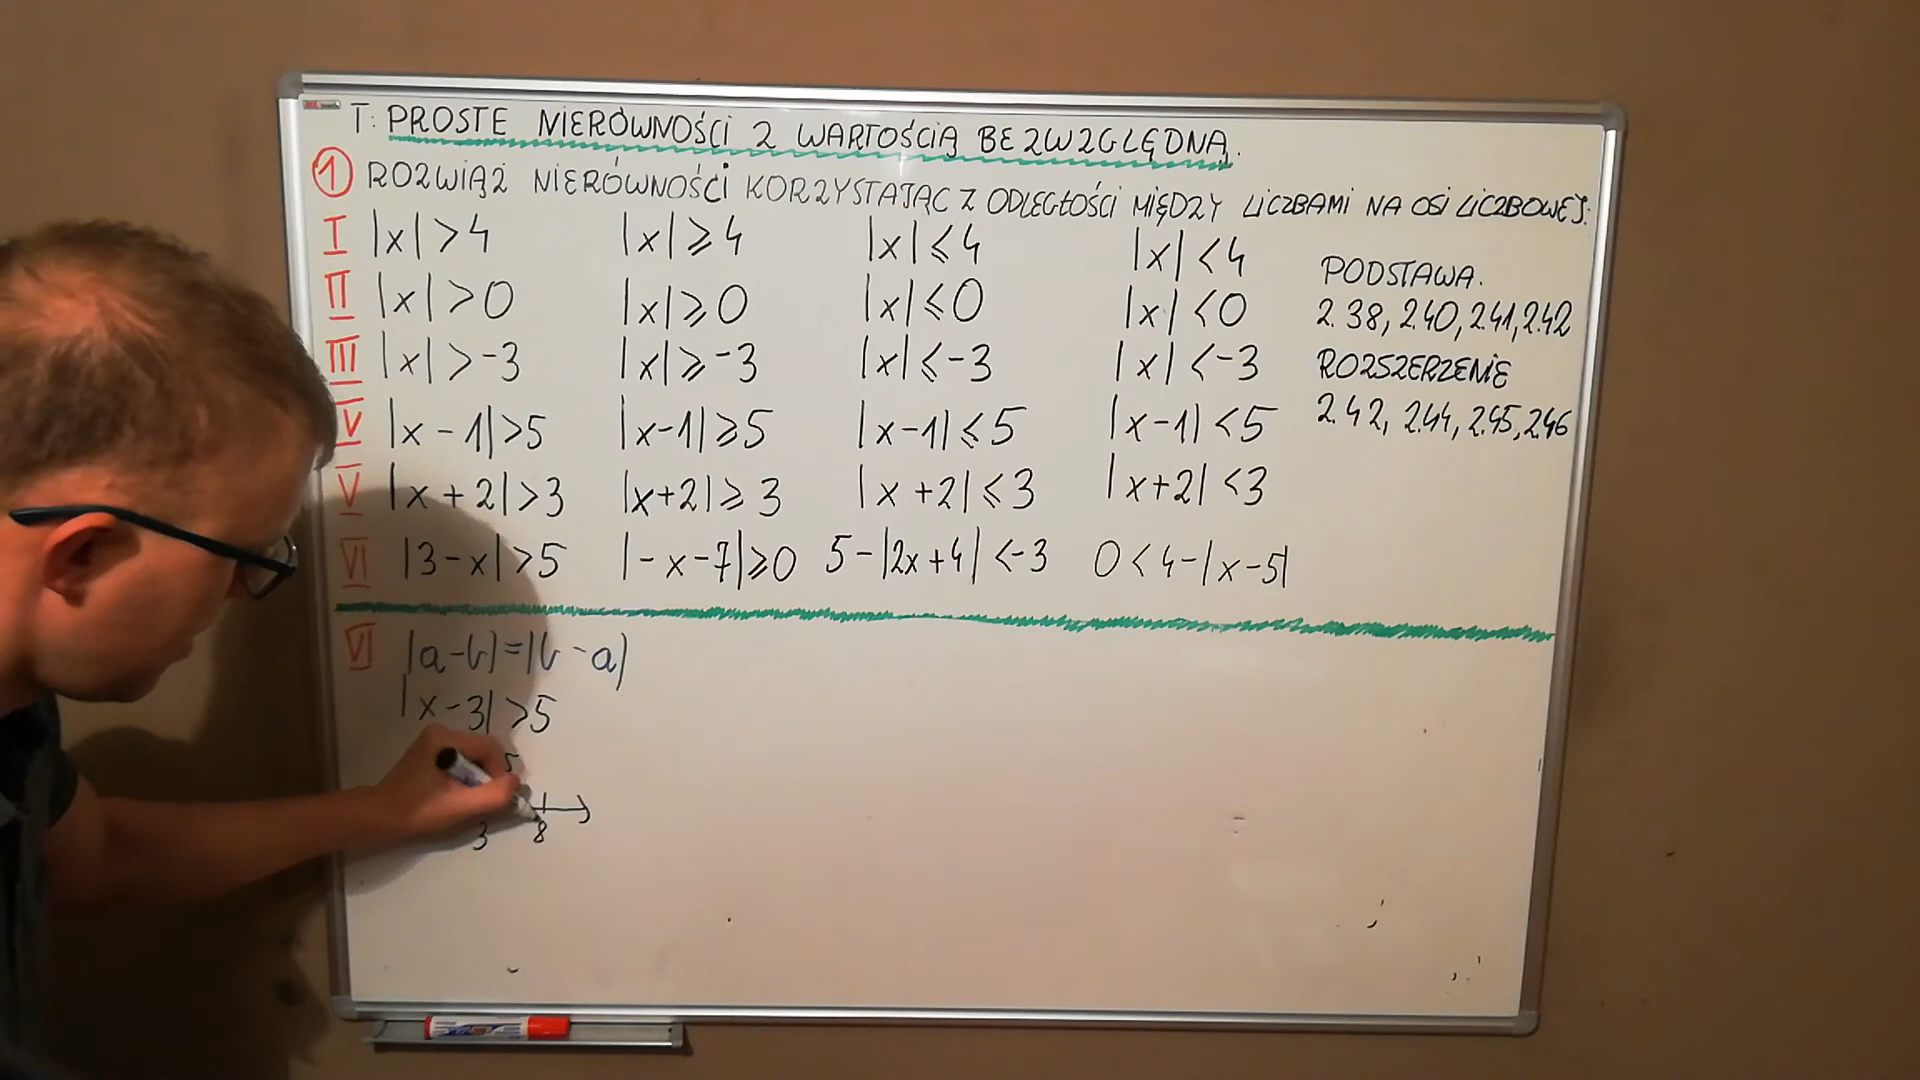 T: PROSTE NIERÓWNOŚCI Z WARTOŚCIĄ BEZWZGLĘDNĄ.
① ROZWIĄŻ NIERÓWNOŚCI KORZYSTAJĄC Z ODLEGŁOŚCI MIĘDZY LICZBAMI NA OSI LICZBOWEJ:
I |x|>4 |x|⩾4 |x|⩽4 |x|<4
II |x|>0 |x|⩾0 |x|⩽0 |x|<0
III |x|>-3 |x|⩾-3 |x|⩽-3 |x|<-3
IV |x-1|>5 |x-1|⩾5 |x-1|⩽5 |x-1|<5
V |x+2|>3 |x+2|⩾3 |x+2|⩽3 |x+2|<3
VI |3-x|>5 |-x-7|⩾0 5-|2x+4|<-3 0<4-|x-5|
PODSTAWA.
2.38, 2.40, 2.41, 2.42
ROZSZERZENIE
2.42, 2.44, 2.45, 2.46
VI |a-b|=|b-a|
|x-3|>5
5
3 8